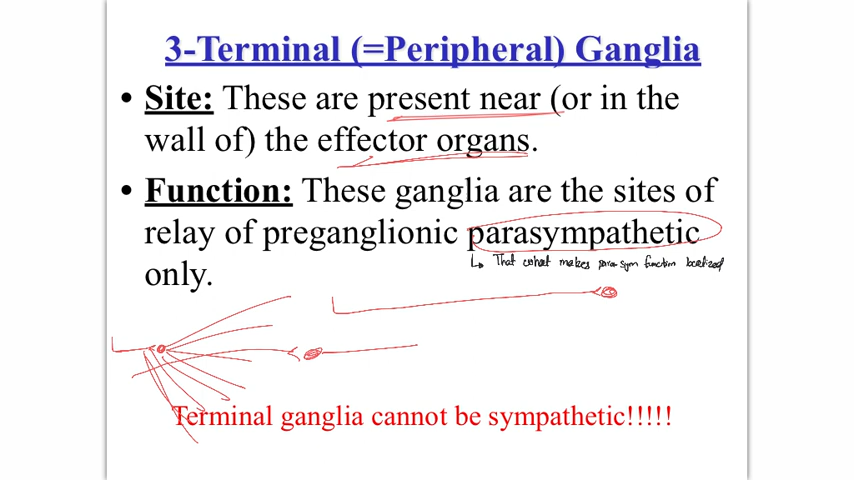 3-Terminal (=Peripheral) Ganglia
• Site: These are present near (or in the
wall of) the effector organs.
• Function: These ganglia are the sites of
relay of preganglionic parasympathetic
↳ That what makes para sym function localized
only.
Terminal ganglia cannot be sympathetic!!!!!